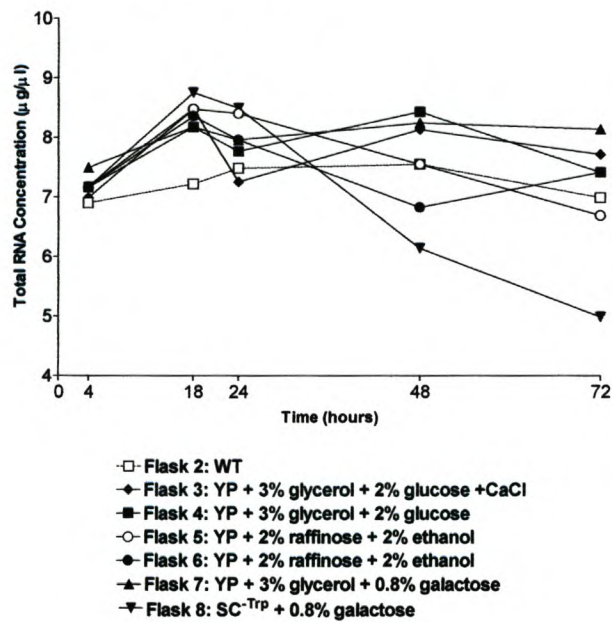 10
9
8
7
6
5
4
Total RNA Concentration (µg/µl)
0 4 18 24 48 72
Time (hours)
Flask 2: WT
Flask 3: YP + 3% glycerol + 2% glucose +CaCl
Flask 4: YP + 3% glycerol + 2% glucose
Flask 5: YP + 2% raffinose + 2% ethanol
Flask 6: YP + 2% raffinose + 2% ethanol
Flask 7: YP + 3% glycerol + 0.8% galactose
Flask 8: SC-Trp + 0.8% galactose